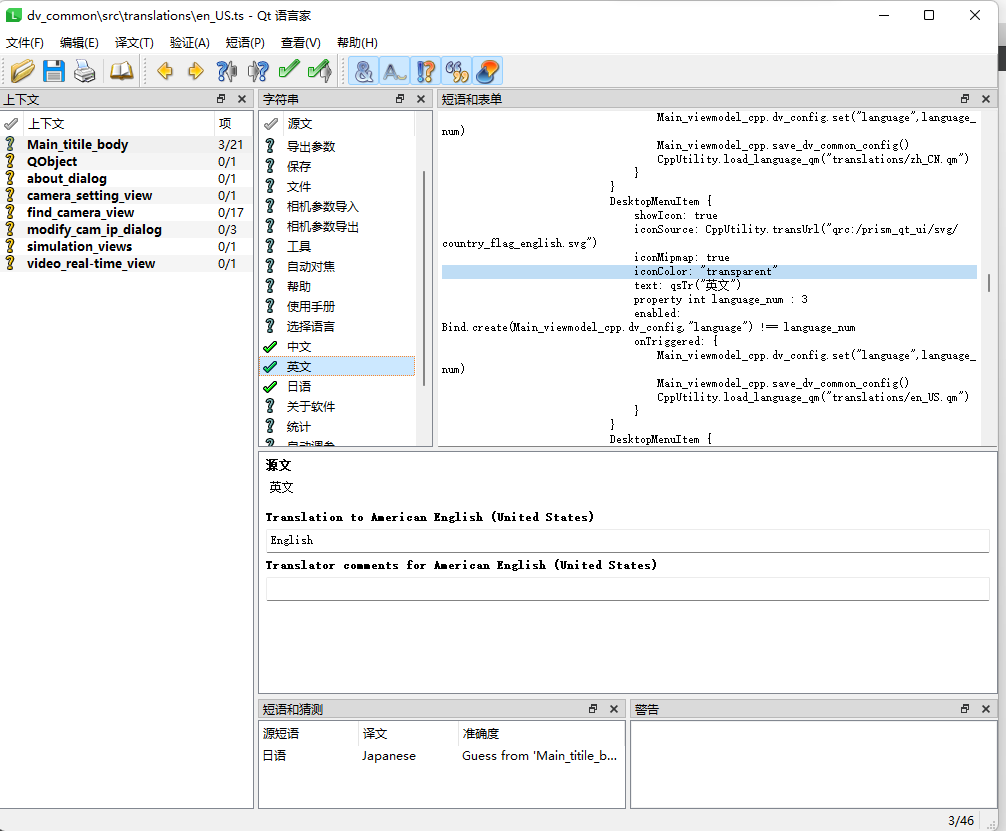 dv_common\src\translations\en_US.ts - Qt 语言家
文件(F) 编辑(E) 译文(T) 验证(A) 短语(P) 查看(V) 帮助(H)
上下文
上下文 项
Main_titile_body 3/21
QObject 0/1
about_dialog 0/1
camera_setting_view 0/1
find_camera_view 0/17
modify_cam_ip_dialog 0/3
simulation_views 0/1
video_real-time_view 0/1
字符串
源文
导出参数
保存
文件
相机参数导入
相机参数导出
工具
自动对焦
帮助
使用手册
选择语言
中文
英文
日语
关于软件
统计
自动调参
短语和表单
Main_viewmodel_cpp.dv_config.set("language",language_
num)
Main_viewmodel_cpp.save_dv_common_config()
CppUtility.load_language_qm("translations/zh_CN.qm")
}
}
DesktopMenuItem {
showIcon: true
iconSource: CppUtility.transUrl("qrc:/prism_qt_ui/svg/
country_flag_english.svg")
iconMipmap: true
iconColor: "transparent"
text: qsTr("英文")
property int language_num : 3
enabled:
Bind.create(Main_viewmodel_cpp.dv_config,"language") !== language_num
onTriggered: {
Main_viewmodel_cpp.dv_config.set("language",language_
num)
Main_viewmodel_cpp.save_dv_common_config()
CppUtility.load_language_qm("translations/en_US.qm")
}
}
DesktopMenuItem {
源文
英文
Translation to American English (United States)
English
Translator comments for American English (United States)
短语和猜测
源短语 译文 准确度
日语 Japanese Guess from 'Main_titile_b...
警告
3/46